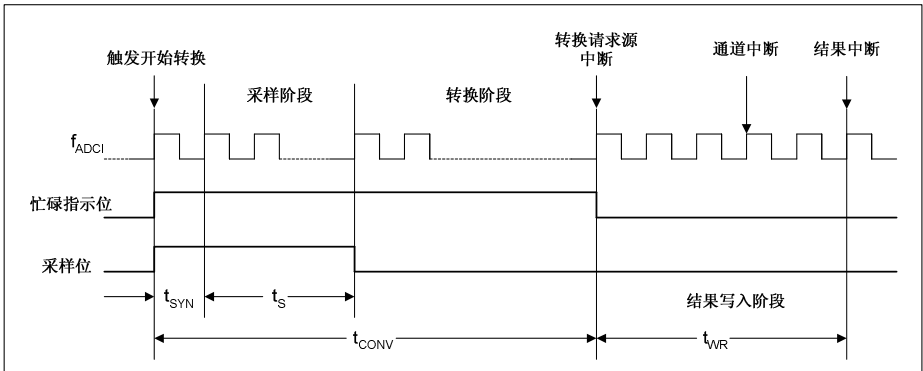 触发开始转换
转换请求源
中断
通道中断
结果中断
采样阶段
转换阶段
fADCI
忙碌指示位
采样位
tSYN
tS
结果写入阶段
tCONV
tWR